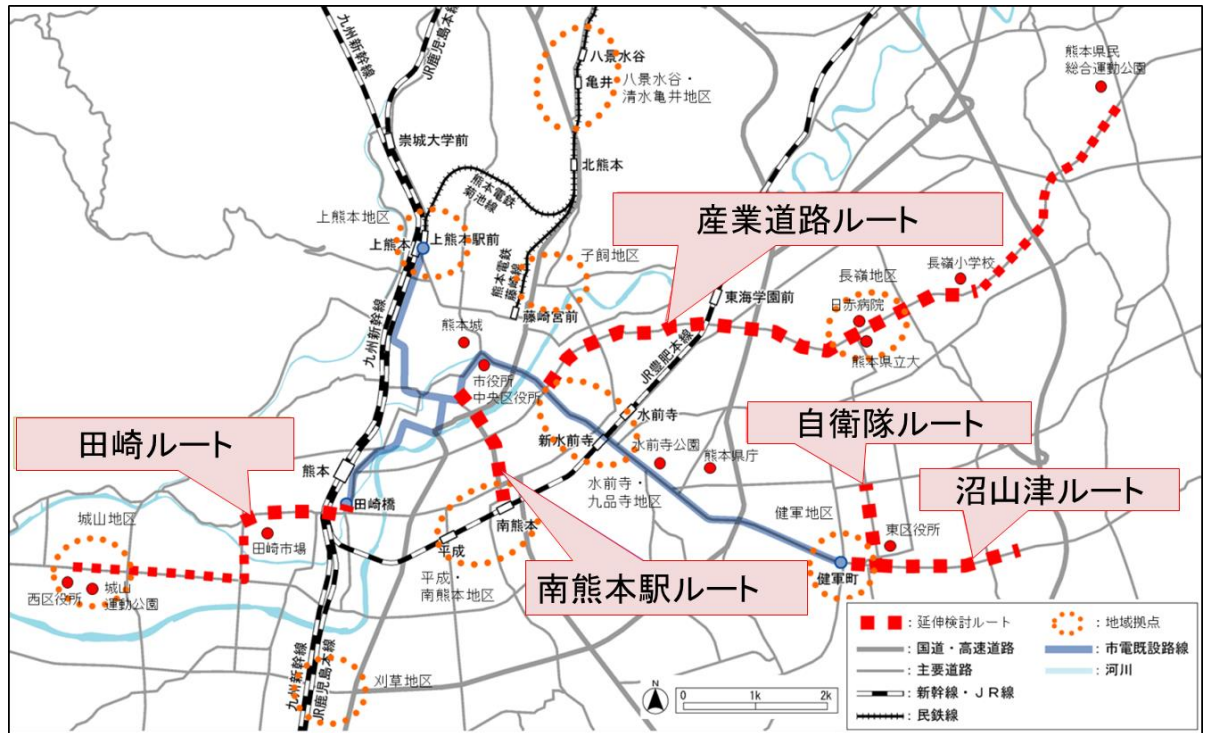 九州新幹線
JR鹿児島本線
八景水谷
亀井
八景水谷・
清水亀井地区
熊本県民
総合運動公園
崇城大学前
北熊本
熊本電鉄
菊池線
上熊本地区
上熊本
上熊本駅前
熊本電鉄
藤崎線
子飼地区
産業道路ルート
長嶺地区
長嶺小学校
日赤病院
熊本県立大
東海学園前
藤崎宮前
熊本城
九州新幹線
JR豊肥本線
市役所
中央区役所
田崎ルート
自衛隊ルート
水前寺
新水前寺
水前寺公園
熊本県庁
水前寺・
九品寺地区
沼山津ルート
熊本
田崎橋
城山地区
田崎市場
南熊本
平成
健軍地区
東区役所
健軍町
西区役所
城山
運動公園
平成・
南熊本地区
南熊本駅ルート
九州新幹線
JR鹿児島本線
刈草地区
N
0 1k 2k
：延伸検討ルート
：地域拠点
：国道・高速道路
：市電既設路線
：主要道路
：河川
：新幹線・ＪＲ線
：民鉄線